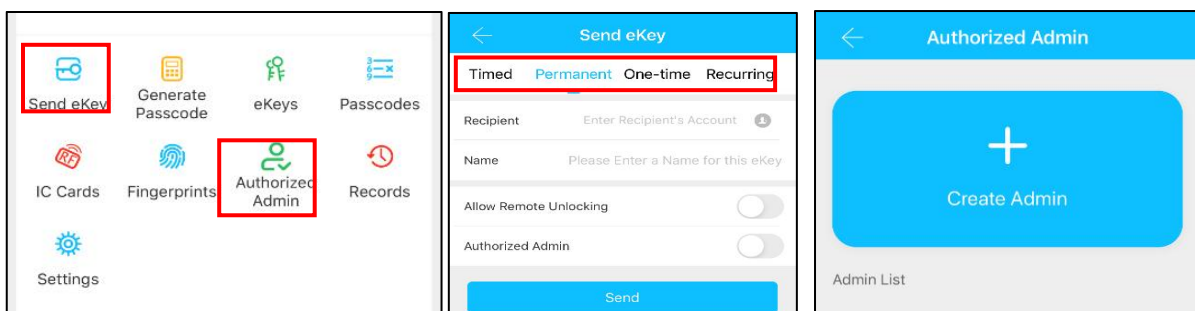 Send eKey
Generate
Passcode
eKeys
Passcodes
IC Cards
Fingerprints
Authorized
Admin
Records
Settings
Send eKey
Timed Permanent One-time Recurring
Recipient Enter Recipient's Account
Name Please Enter a Name for this eKey
Allow Remote Unlocking
Authorized Admin
Send
Authorized Admin
Create Admin
Admin List